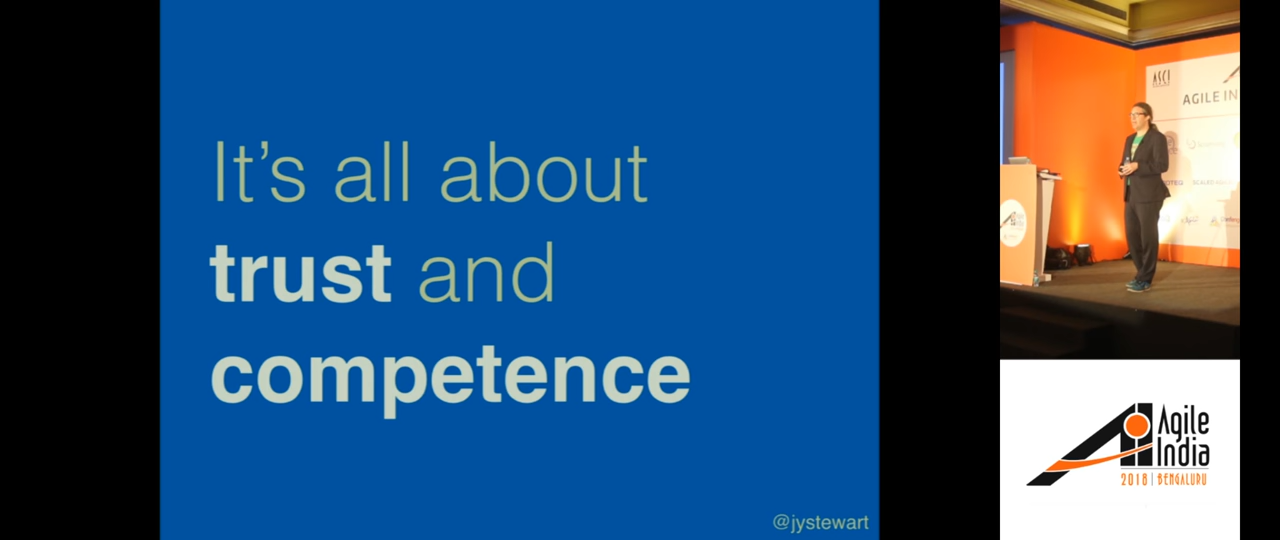 It's all about
trust and
competence
@jystewart
ASCI
AGILE IN
Agile
India
2018 | BENGALURU